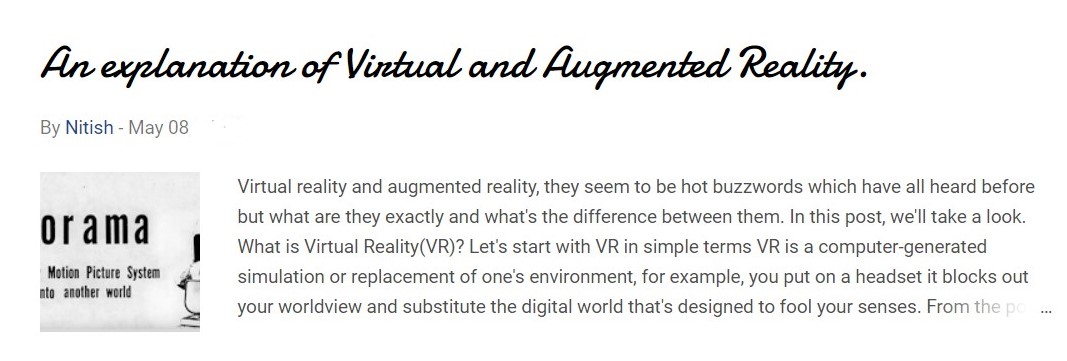 An explanation of Virtual and Augmented Reality.
By Nitish - May 08
orama
Motion Picture System
nto another world
Virtual reality and augmented reality, they seem to be hot buzzwords which have all heard before
but what are they exactly and what's the difference between them. In this post, we'll take a look.
What is Virtual Reality(VR)? Let's start with VR in simple terms VR is a computer-generated
simulation or replacement of one's environment, for example, you put on a headset it blocks out
your worldview and substitute the digital world that's designed to fool your senses. From the ...